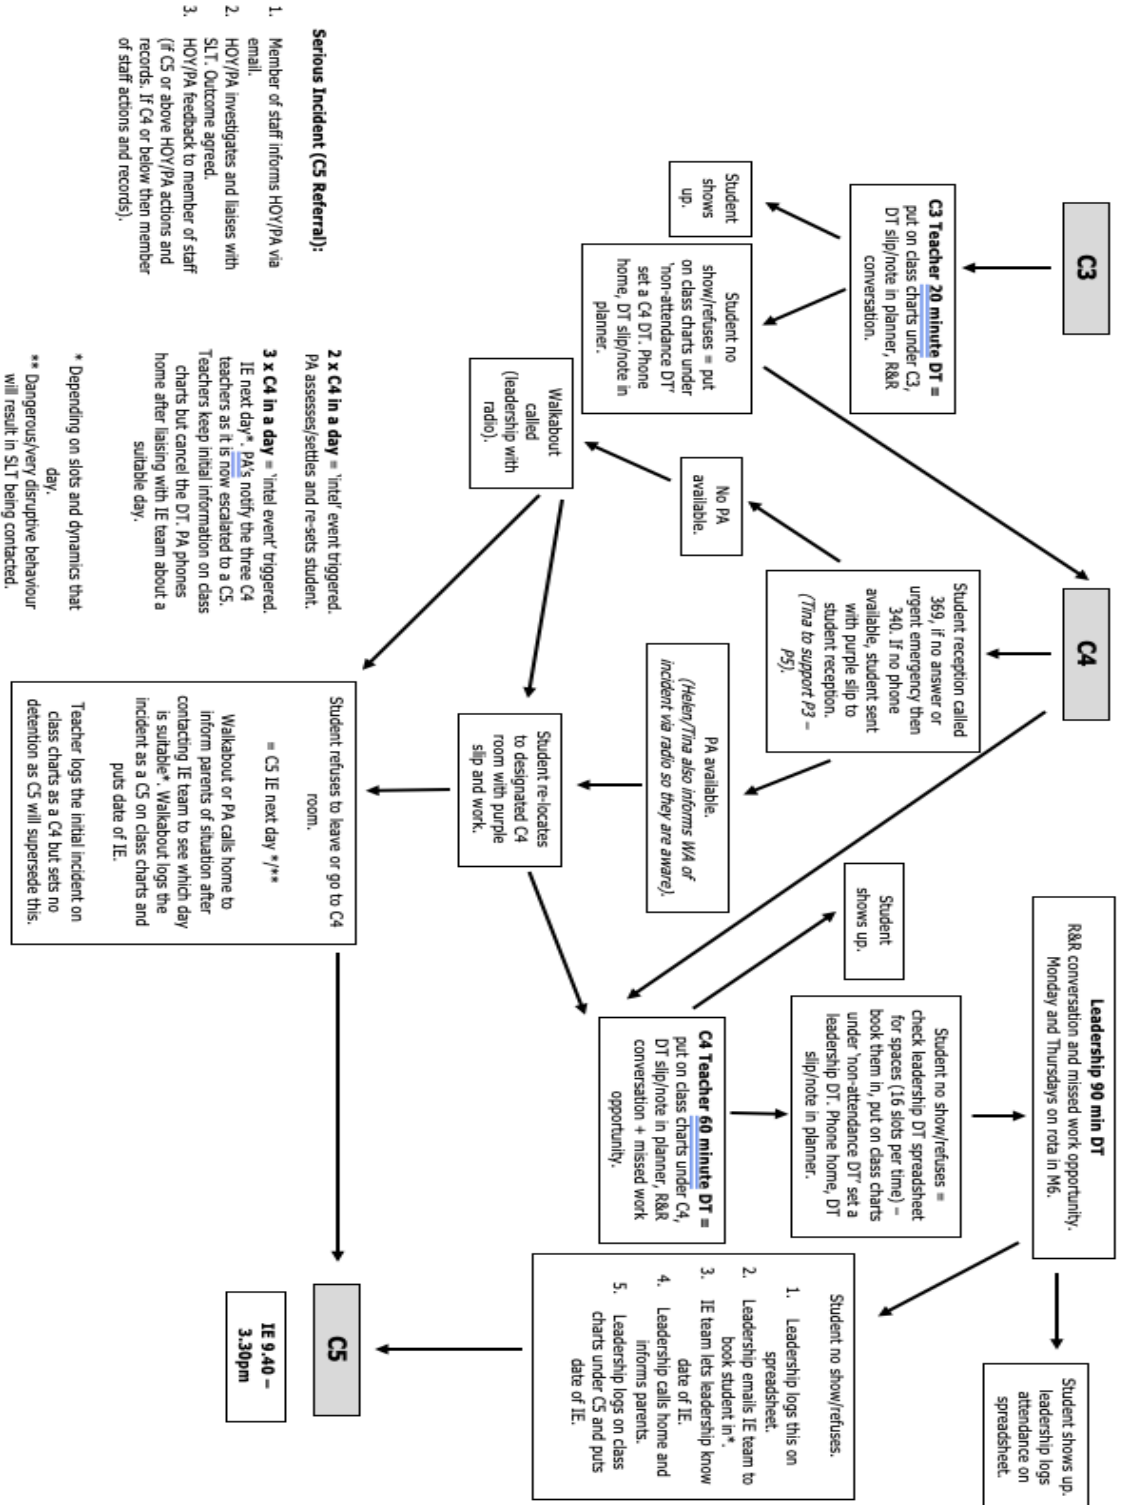 C3
C3 Teacher 20 minute DT =
put on class charts under C3,
DT slip/note in planner, R&R
conversation.
Student
shows
up.
Student no
show/refuses = put
on class charts under
'non-attendance DT'
set a C4 DT. Phone
home, DT slip/note in
planner.
C4
Student reception called
369, if no answer or
urgent emergency then
340. If no phone
available, student sent
with purple slip to
student reception.
(Tina to support P3 –
P5).
No PA
available.
Walkabout
called
(leadership with
radio).
PA available.
(Helen/Tina also informs WA of
incident via radio so they are aware).
Student re-locates
to designated C4
room with purple
slip and work.
Leadership 90 min DT
R&R conversation and missed work opportunity.
Monday and Thursdays on rota in M6.
Student no show/refuses =
check leadership DT spreadsheet
for spaces (16 slots per time) –
book them in, put on class charts
under 'non-attendance DT' set a
leadership DT. Phone home, DT
slip/note in planner.
Student
shows up.
C4 Teacher 60 minute DT =
put on class charts under C4,
DT slip/note in planner, R&R
conversation + missed work
opportunity.
Student shows up.
leadership logs
attendance on
spreadsheet.
Student no show/refuses.
1. Leadership logs this on
spreadsheet.
2. Leadership emails IE team to
book student in*.
3. IE team lets leadership know
date of IE.
4. Leadership calls home and
informs parents.
5. Leadership logs on class
charts under C5 and puts
date of IE.
C5
IE 9.40 –
3.30pm
Serious Incident (C5 Referral):
1. Member of staff informs HOY/PA via
email.
2. HOY/PA investigates and liaises with
SLT. Outcome agreed.
3. HOY/PA feedback to member of staff
(if C5 or above HOY/PA actions and
records. If C4 or below then member
of staff actions and records).
2 x C4 in a day = 'intel' event triggered.
PA assesses/settles and re-sets student.
3 x C4 in a day = 'intel event' triggered.
IE next day*. PA's notify the three C4
teachers as it is now escalated to a C5.
Teachers keep initial information on class
charts but cancel the DT. PA phones
home after liaising with IE team about a
suitable day.
* Depending on slots and dynamics that
day.
** Dangerous/very disruptive behaviour
will result in SLT being contacted.
Student refuses to leave or go to C4
room.
= C5 IE next day */**
Walkabout or PA calls home to
inform parents of situation after
contacting IE team to see which day
is suitable*. Walkabout logs the
incident as a C5 on class charts and
puts date of IE.
Teacher logs the initial incident on
class charts as a C4 but sets no
detention as C5 will supersede this.